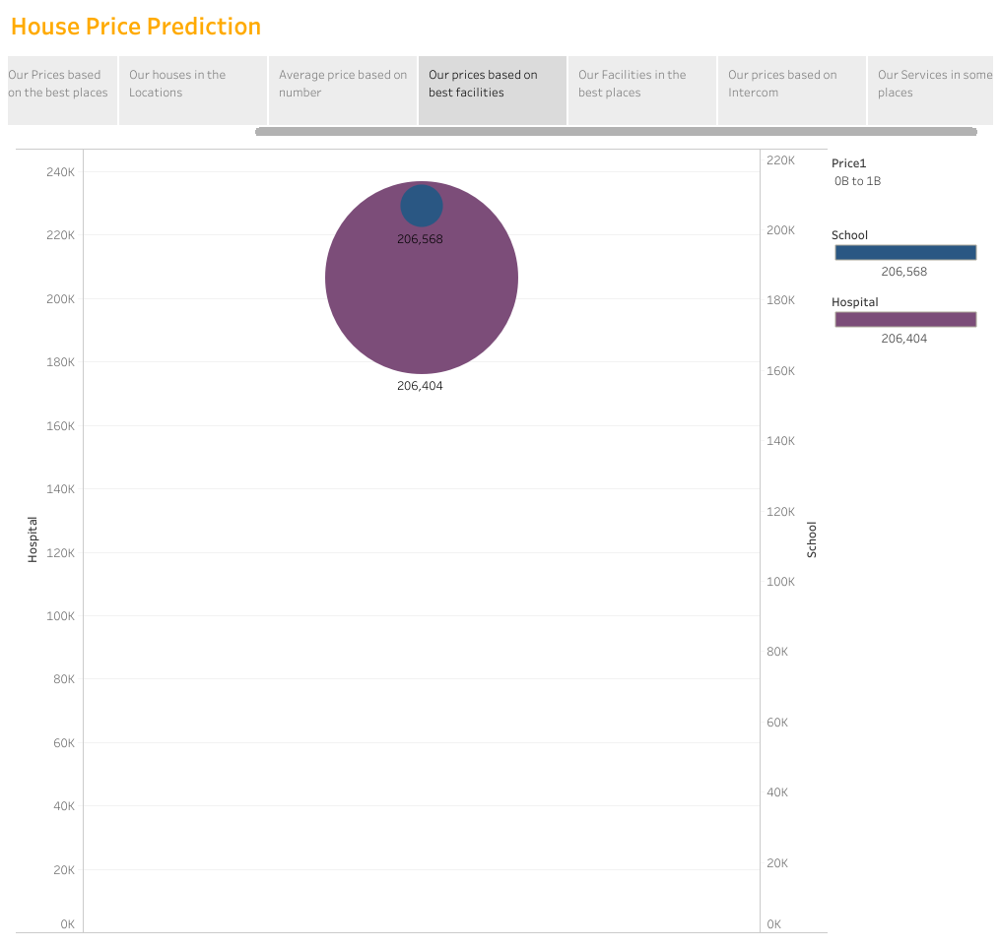 House Price Prediction
Our Prices based
on the best places
Our houses in the
Locations
Average price based on
number
Our prices based on
best facilities
Our Facilities in the
best places
Our prices based on
Intercom
Our Services in some
places
240K
220K
200K
180K
160K
140K
120K
100K
80K
60K
40K
20K
0K
Hospital
206,568
206,404
220K
200K
180K
160K
140K
120K
100K
80K
60K
40K
20K
0K
School
Price1
0B to 1B
School
206,568
Hospital
206,404